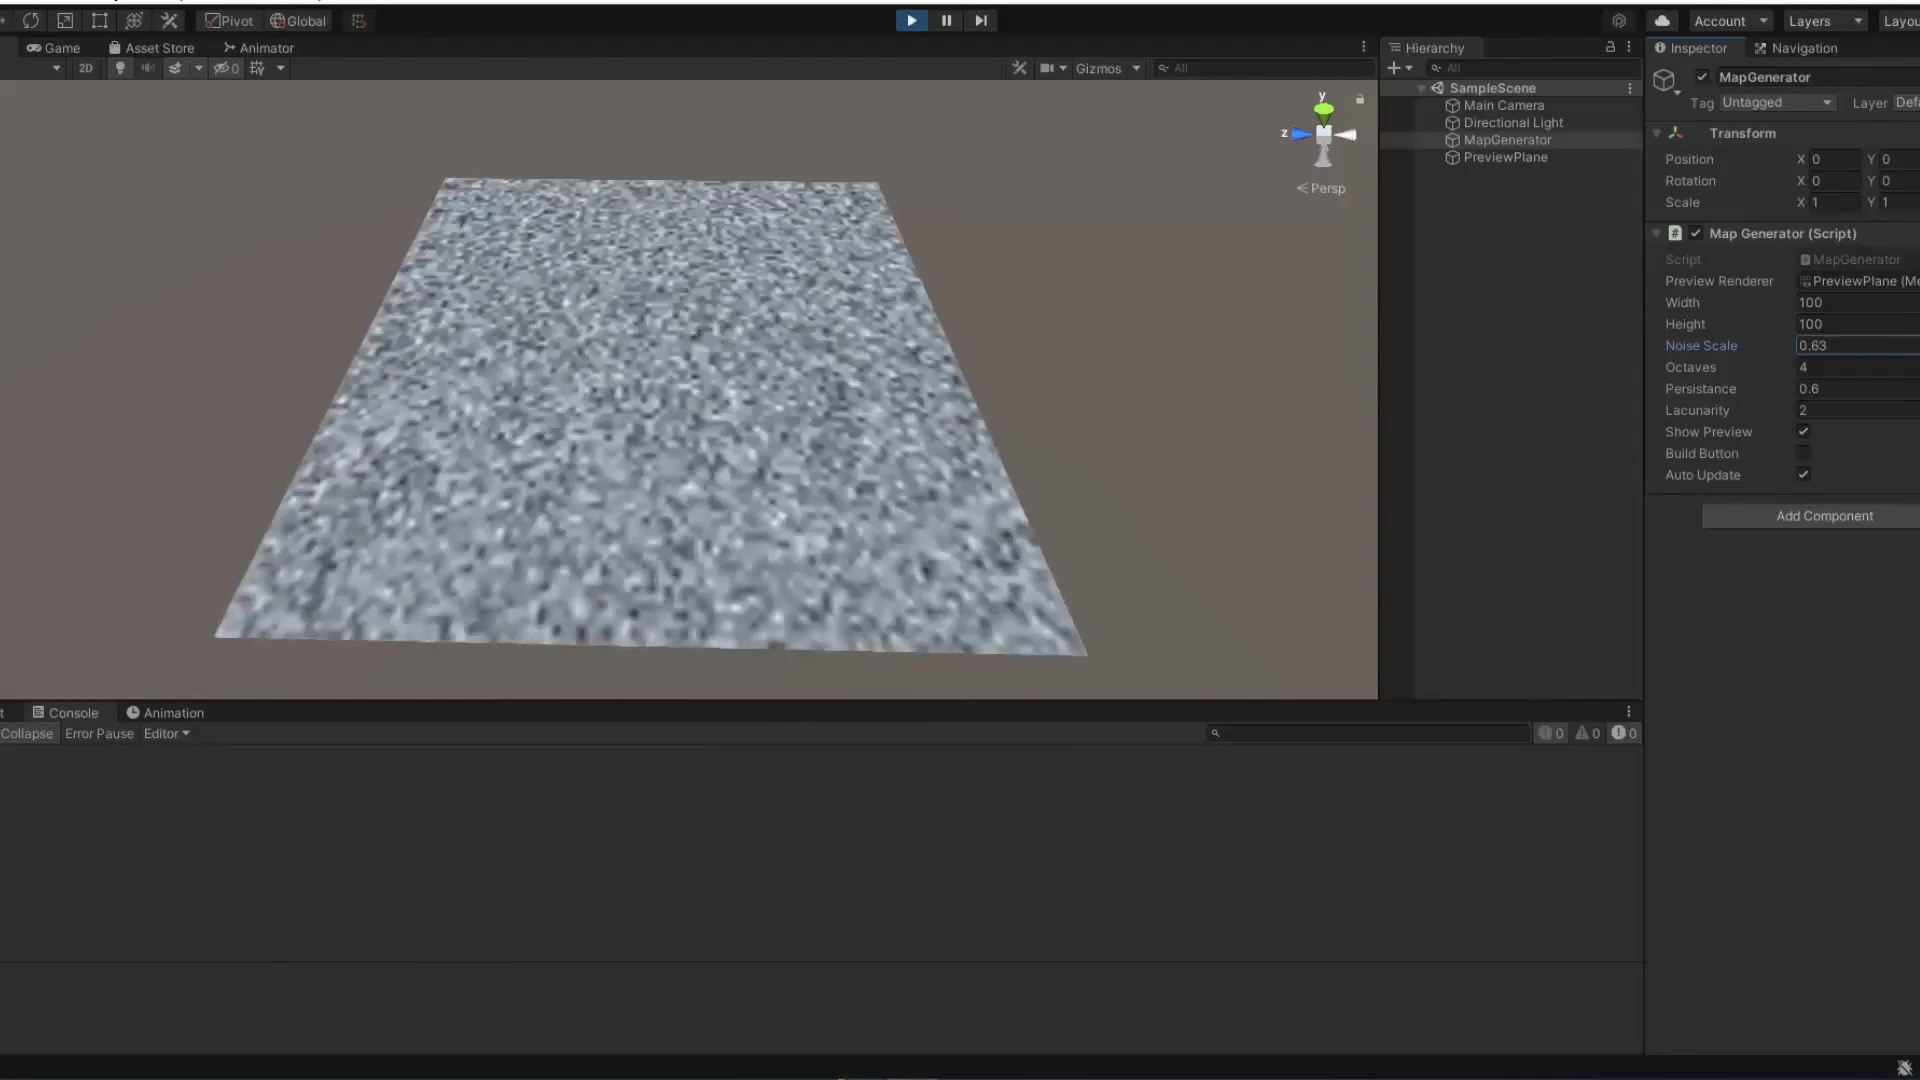 Pivot Global Account Layers
Game Asset Store Animator Hierarchy Inspector Navigation
2D 0 Gizmos All All
MapGenerator
SampleScene
Main Camera
Directional Light
MapGenerator
PreviewPlane
y
z
Persp
Tag Untagged Layer
Transform
Position X 0 Y 0
Rotation X 0 Y 0
Scale X 1 Y 1
# Map Generator (Script)
Script # MapGenerator
Preview Renderer PreviewPlane (Me
Width 100
Height 100
Noise Scale 0.63
Octaves 4
Persistance 0.6
Lacunarity 2
Show Preview
Build Button
Auto Update
Add Component
t Console Animation
Collapse Error Pause Editor 0 0 0